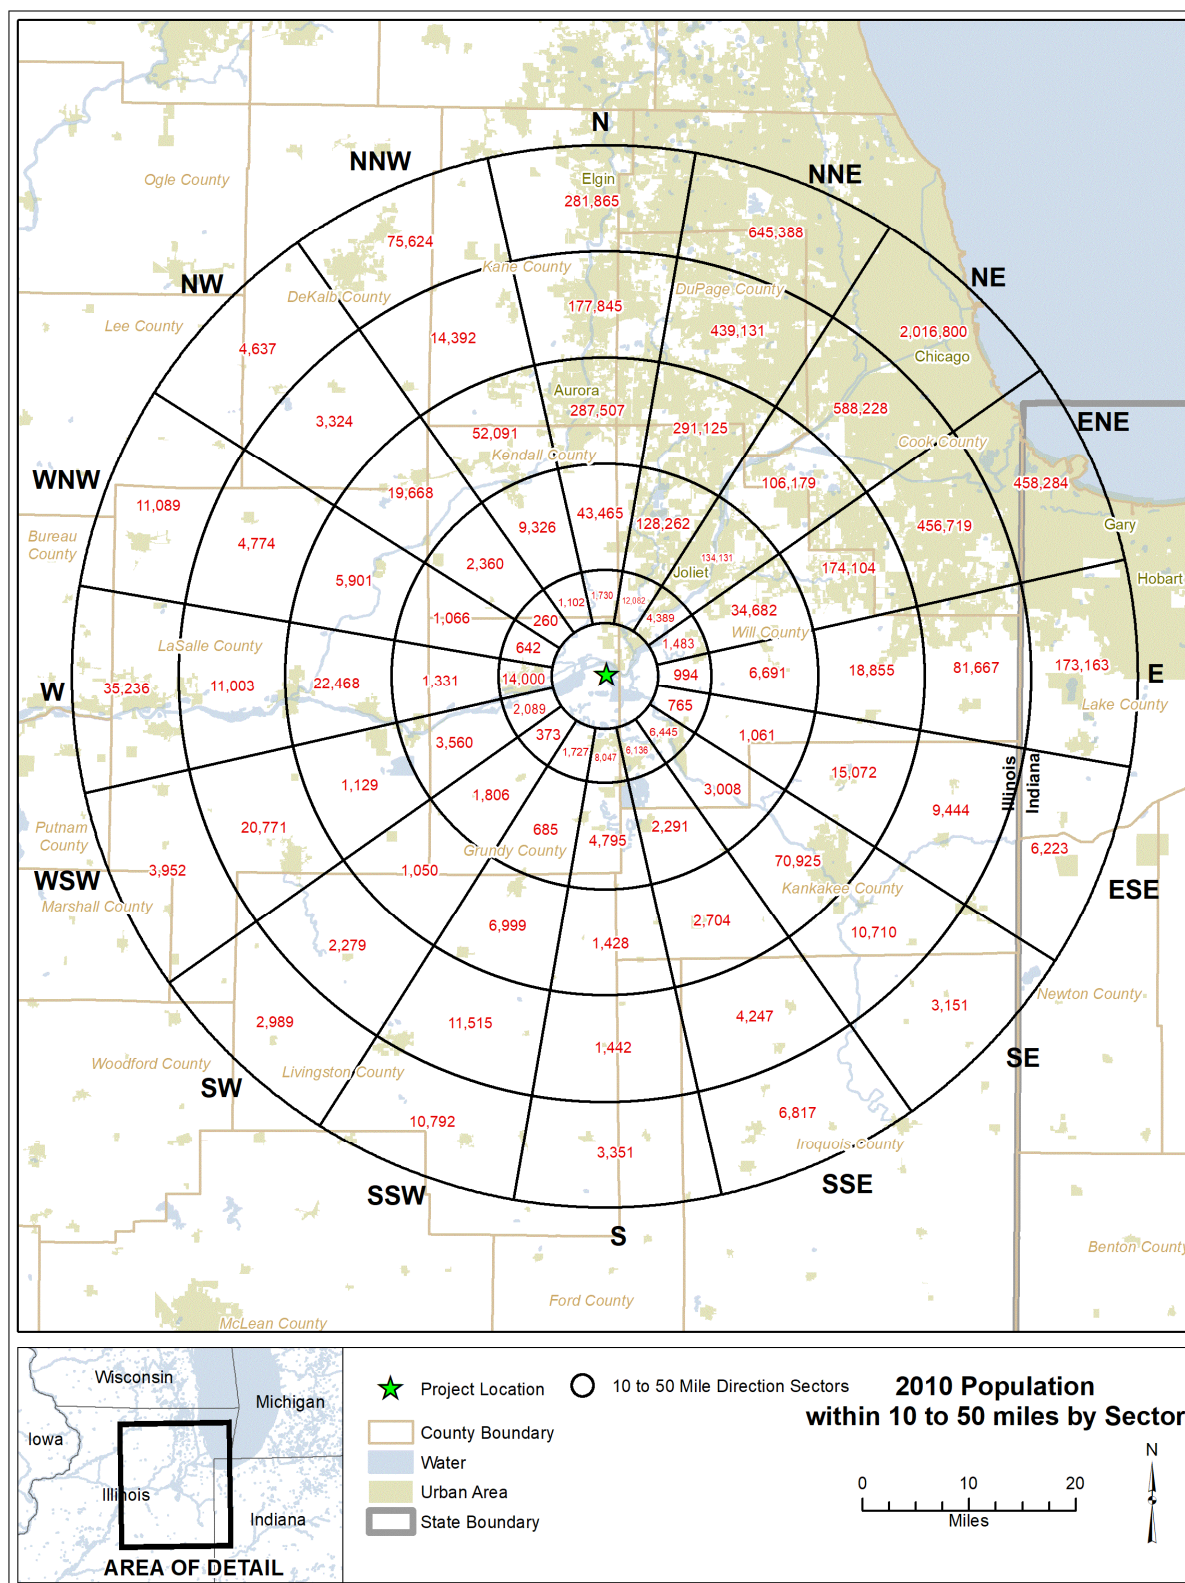 N
NNW
NNE
Ogle County
Elgin
281,865
645,388
75,624
NW
Kane County
NE
DeKalb County
DuPage County
177,845
Lee County
439,131
2,016,800
14,392
4,637
Chicago
Aurora
287,507
588,228
3,324
ENE
52,091
291,125
Cook County
Kendall County
WNW
19,668
106,179
458,284
11,089
43,465
9,326
128,262
456,719
Gary
Bureau
County
4,774
134,131
2,360
Joliet
174,104
5,901
Hobart
1,102
1,730
12,082
34,682
1,066
260
4,389
Will County
LaSalle County
642
1,483
W
35,236
11,003
22,468
1,331
14,000
994
6,691
18,855
81,667
173,163
E
2,089
765
Lake County
3,560
373
6,445
1,061
1,727
8,047
6,136
Illinois
Indiana
1,129
15,072
1,806
3,008
9,444
Putnam
County
20,771
685
4,795
2,291
6,223
WSW
3,952
1,050
Grundy County
70,925
ESE
Marshall County
Kankakee County
6,999
2,704
10,710
2,279
1,428
Newton County
2,989
11,515
4,247
3,151
1,442
Woodford County
Livingston County
SE
SW
10,792
6,817
3,351
Iroquois County
SSW
SSE
S
Benton County
Ford County
McLean County
Wisconsin
Michigan
Iowa
Illinois
Indiana
AREA OF DETAIL
Project Location
10 to 50 Mile Direction Sectors
County Boundary
Water
Urban Area
State Boundary
2010 Population
within 10 to 50 miles by Sector
N
0 10 20
Miles